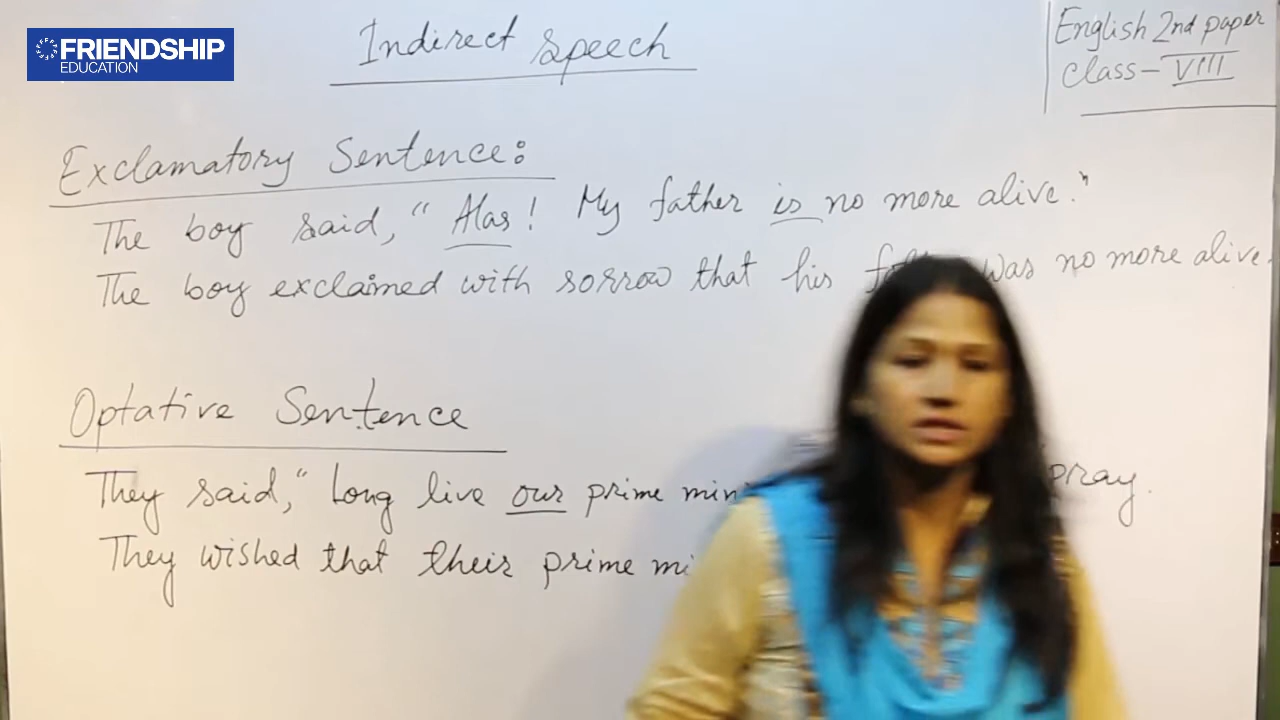 FRIENDSHIP
EDUCATION
Indirect Speech
English 2nd paper
Class - VIII
Exclamatory Sentence:
The boy said, "Alas! My father is no more alive."
The boy exclaimed with sorrow that his was no more alive.
Optative Sentence
They said, "Long live our prime pray.
They wished that their prime